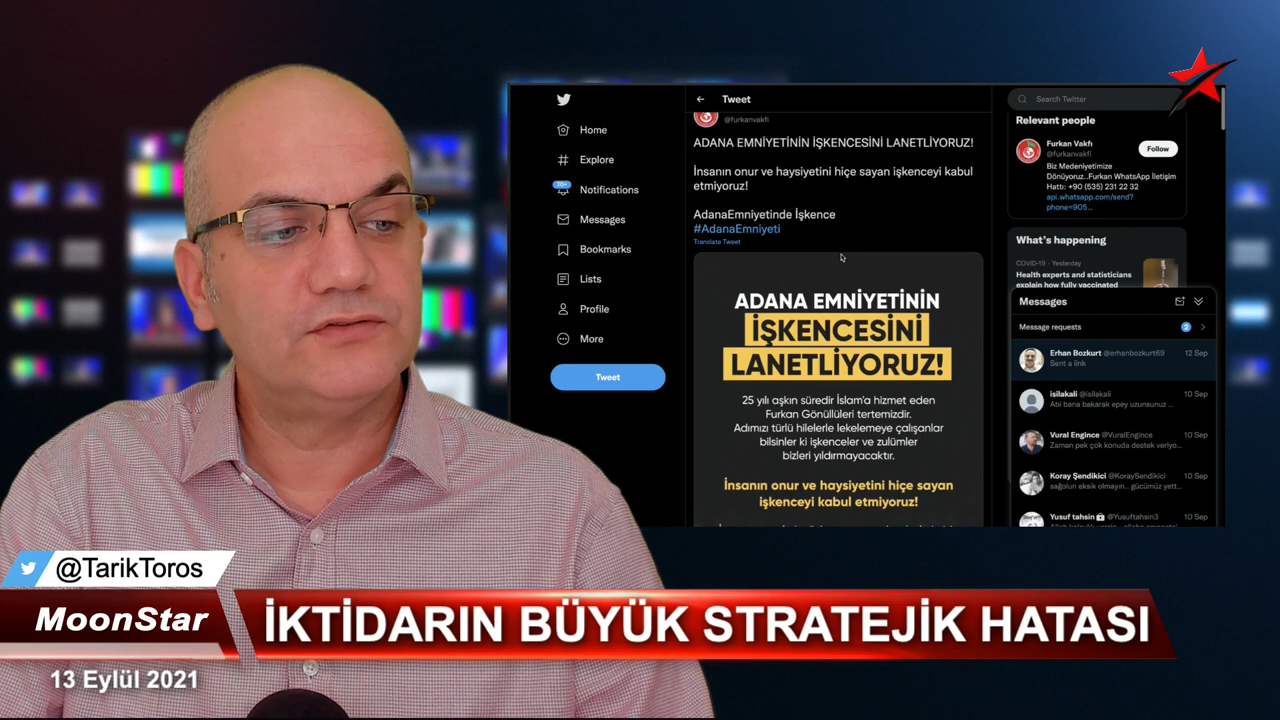 Home
Explore
20+
Notifications
Messages
Bookmarks
Lists
Profile
More
Tweet
Tweet
@furkanvakfi
ADANA EMNİYETİNİN İŞKENCESİNİ LANETLİYORUZ!
İnsanın onur ve haysiyetini hiçe sayan işkenceyi kabul
etmiyoruz!
AdanaEmniyetinde İşkence
#AdanaEmniyeti
Translate Tweet
ADANA EMNİYETİNİN
İŞKENCESİNİ
LANETLİYORUZ!
25 yılı aşkın süredir İslam'a hizmet eden
Furkan Gönüllüleri tertemizdir.
Adımızı türlü hilelerle lekelemeye çalışanlar
bilsinler ki işkenceler ve zulümler
bizleri yıldırmayacaktır.
İnsanın onur ve haysiyetini hiçe sayan
işkenceyi kabul etmiyoruz!
Search Twitter
Relevant people
Furkan Vakfı
@furkanvakfi
Follow
Biz Medeniyetimize
Dönüyoruz..Furkan WhatsApp İletişim
Hattı: +90 (535) 231 22 32
api.whatsapp.com/send?
phone=905...
What's happening
COVID-19 · Yesterday
Health experts and statisticians
explain how fully vaccinated
Messages
Message requests
2
Erhan Bozkurt @erhanbozkurt69 12 Sep
Sent a link
isilakali @isilakali 10 Sep
Abi bana bakarak epey uzunsunuz ...
Vural Engince @VuralEngince 10 Sep
Zaman pek çok konuda destek veriyo...
Koray Şendikici @KoraySendikici 10 Sep
sağolun eksik olmayın.. gücümüz yett...
Yusuf tahsin @Yusuftahsin3 10 Sep
@TarikToros
MoonStar
İKTİDARIN BÜYÜK STRATEJİK HATASI
13 Eylül 2021